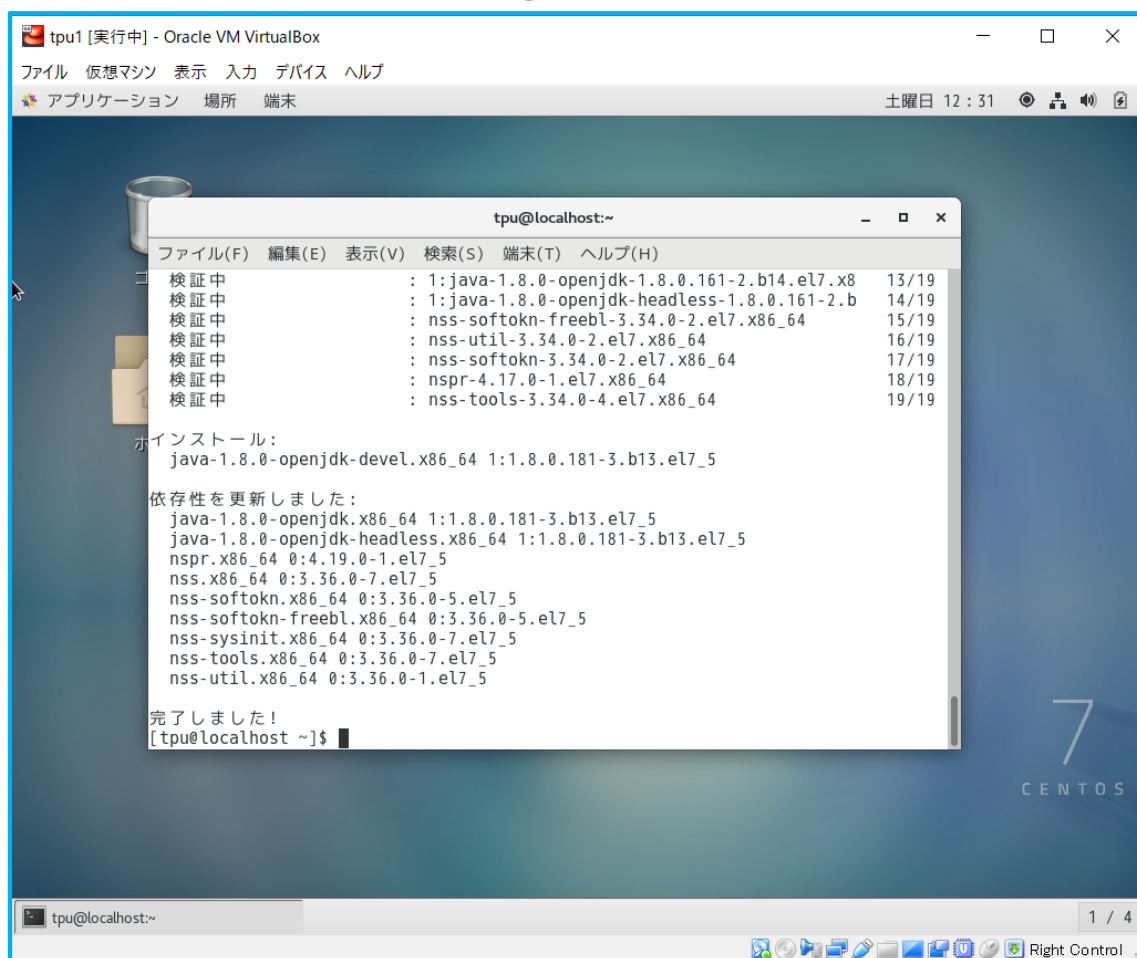 tpu1 [実行中] - Oracle VM VirtualBox
ファイル 仮想マシン 表示 入力 デバイス ヘルプ
アプリケーション 場所 端末 土曜日 12：31
tpu@localhost:~
ファイル(F) 編集(E) 表示(V) 検索(S) 端末(T) ヘルプ(H)
検証中 : 1:java-1.8.0-openjdk-1.8.0.161-2.b14.el7.x8 13/19
検証中 : 1:java-1.8.0-openjdk-headless-1.8.0.161-2.b 14/19
検証中 : nss-softokn-freebl-3.34.0-2.el7.x86_64 15/19
検証中 : nss-util-3.34.0-2.el7.x86_64 16/19
検証中 : nss-softokn-3.34.0-2.el7.x86_64 17/19
検証中 : nspr-4.17.0-1.el7.x86_64 18/19
検証中 : nss-tools-3.34.0-4.el7.x86_64 19/19
インストール:
java-1.8.0-openjdk-devel.x86_64 1:1.8.0.181-3.b13.el7_5
依存性を更新しました:
java-1.8.0-openjdk.x86_64 1:1.8.0.181-3.b13.el7_5
java-1.8.0-openjdk-headless.x86_64 1:1.8.0.181-3.b13.el7_5
nspr.x86_64 0:4.19.0-1.el7_5
nss.x86_64 0:3.36.0-7.el7_5
nss-softokn.x86_64 0:3.36.0-5.el7_5
nss-softokn-freebl.x86_64 0:3.36.0-5.el7_5
nss-sysinit.x86_64 0:3.36.0-7.el7_5
nss-tools.x86_64 0:3.36.0-7.el7_5
nss-util.x86_64 0:3.36.0-1.el7_5
完了しました!
[tpu@localhost ~]$
7
CENTOS
tpu@localhost:~ 1 / 4
Right Control